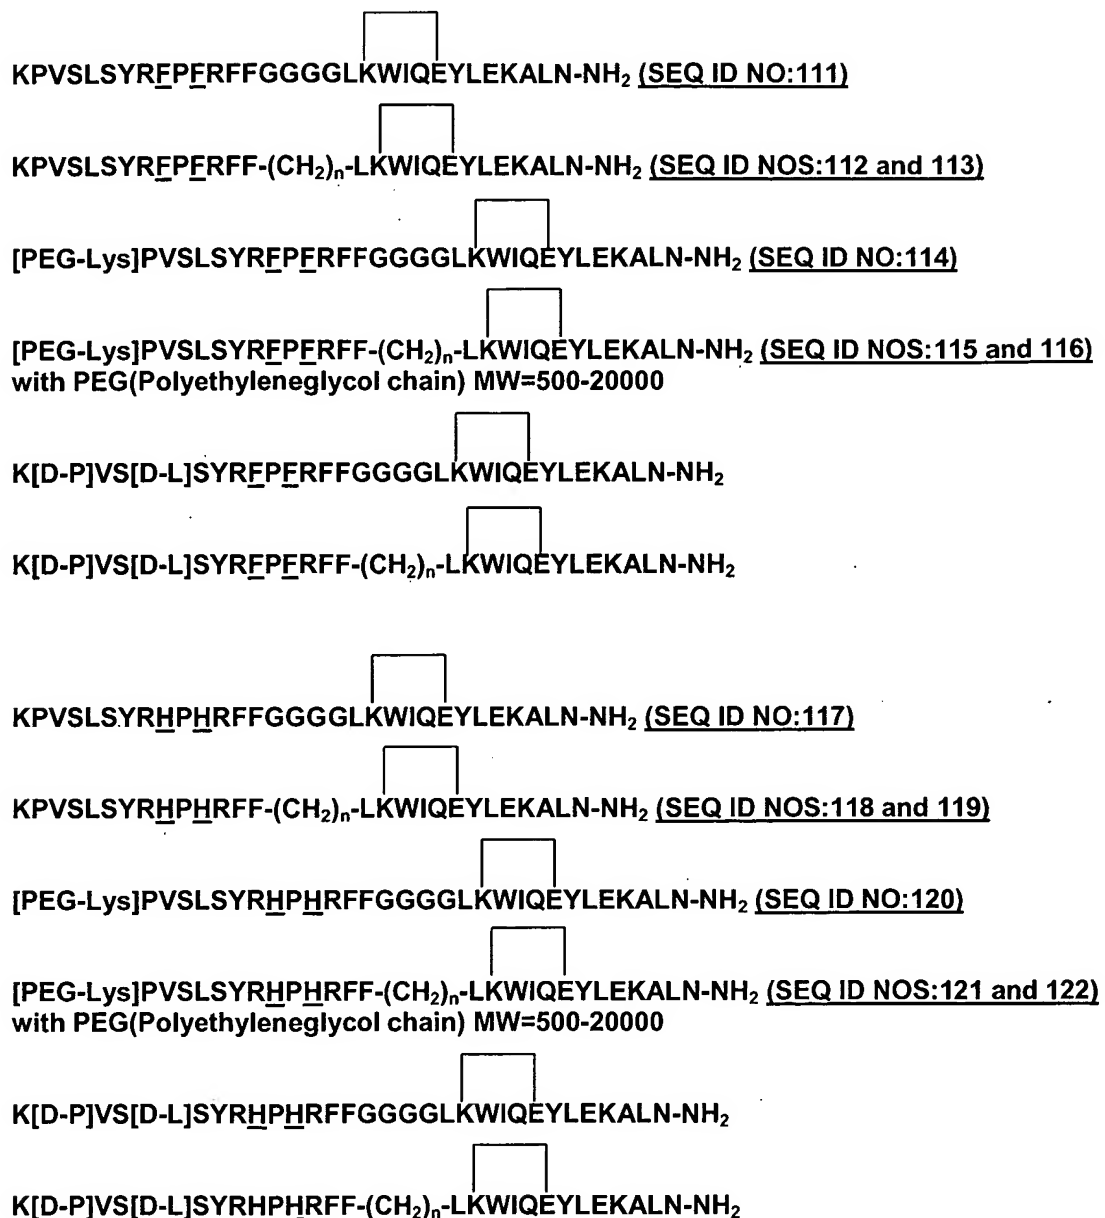 KPVSLSYRFPFRFFGGGGLKWIQEYLEKALN-NH2 (SEQ ID NO:111)
KPVSLSYRFPFRFF-(CH2)n-LKWIQEYLEKALN-NH2 (SEQ ID NOS:112 and 113)
[PEG-Lys]PVSLSYRFPFRFFGGGGLKWIQEYLEKALN-NH2 (SEQ ID NO:114)
[PEG-Lys]PVSLSYRFPFRFF-(CH2)n-LKWIQEYLEKALN-NH2 (SEQ ID NOS:115 and 116)
with PEG(Polyethyleneglycol chain) MW=500-20000
K[D-P]VS[D-L]SYRFPFRFFGGGGLKWIQEYLEKALN-NH2
K[D-P]VS[D-L]SYRFPFRFF-(CH2)n-LKWIQEYLEKALN-NH2
KPVSLSYRHPHRFFGGGGLKWIQEYLEKALN-NH2 (SEQ ID NO:117)
KPVSLSYRHPHRFF-(CH2)n-LKWIQEYLEKALN-NH2 (SEQ ID NOS:118 and 119)
[PEG-Lys]PVSLSYRHPHRFFGGGGLKWIQEYLEKALN-NH2 (SEQ ID NO:120)
[PEG-Lys]PVSLSYRHPHRFF-(CH2)n-LKWIQEYLEKALN-NH2 (SEQ ID NOS:121 and 122)
with PEG(Polyethyleneglycol chain) MW=500-20000
K[D-P]VS[D-L]SYRHPHRFFGGGGLKWIQEYLEKALN-NH2
K[D-P]VS[D-L]SYRHPHRFF-(CH2)n-LKWIQEYLEKALN-NH2